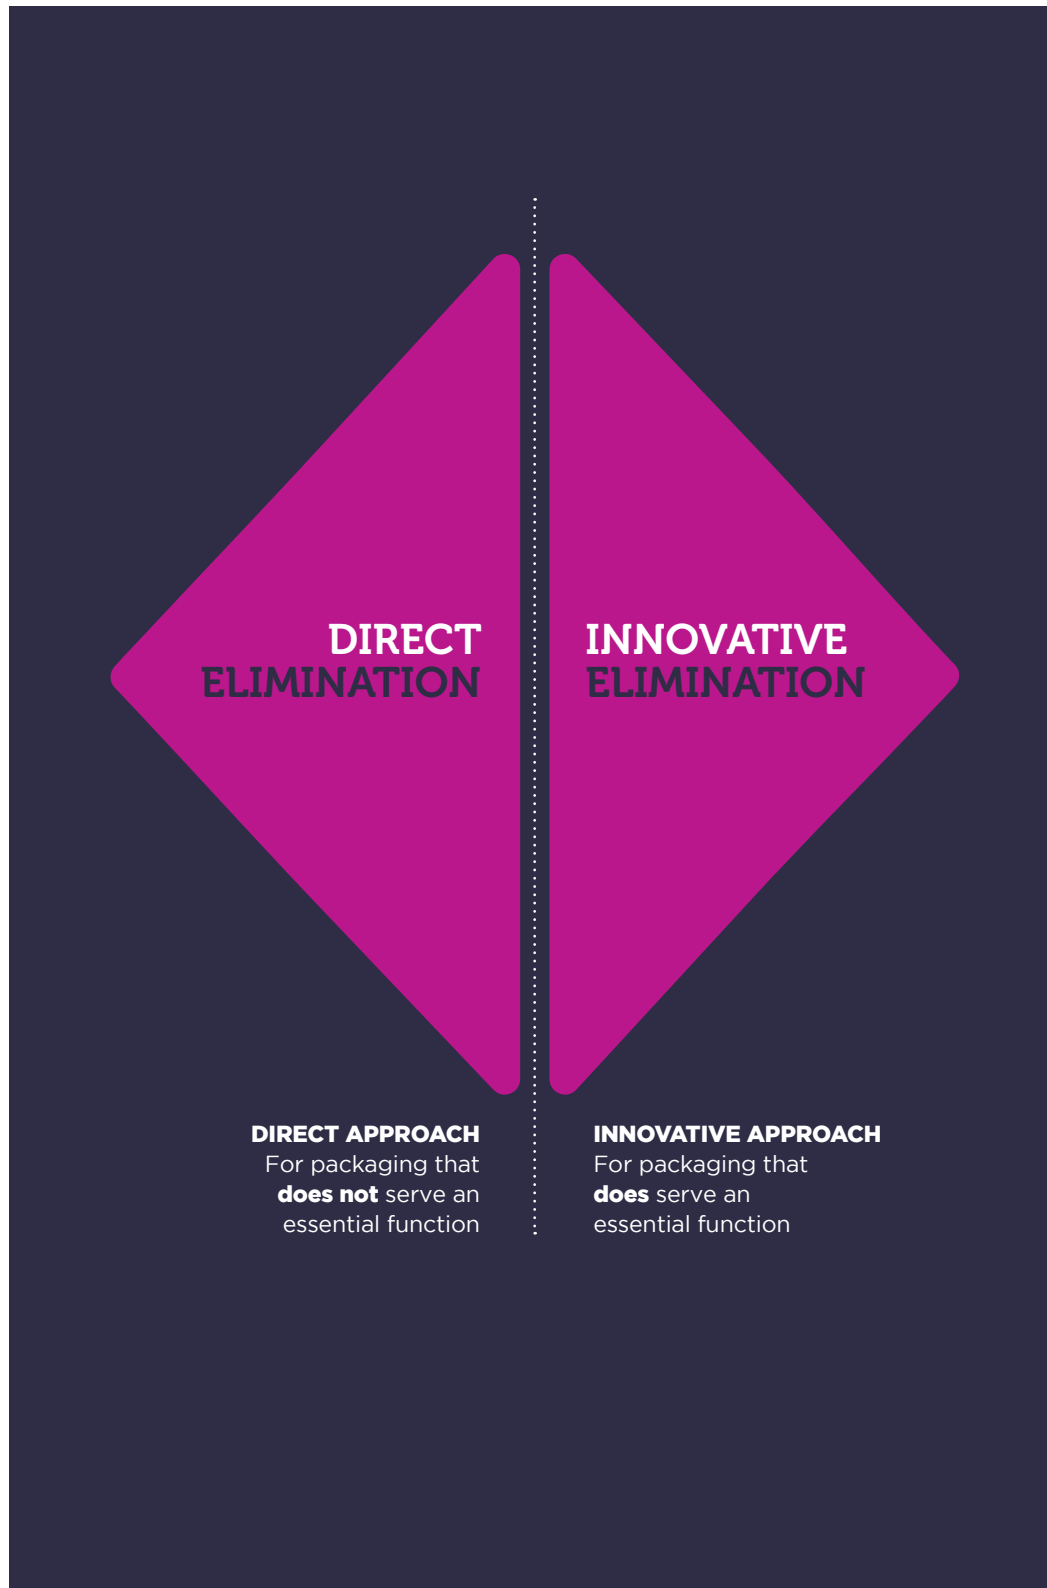 DIRECT
ELIMINATION
INNOVATIVE
ELIMINATION
DIRECT APPROACH
For packaging that
does not serve an
essential function
INNOVATIVE APPROACH
For packaging that
does serve an
essential function